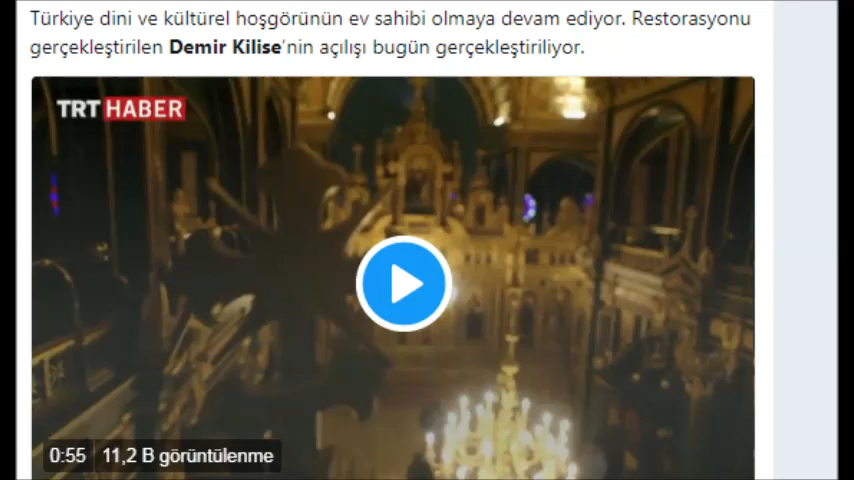 Türkiye dini ve kültürel hoşgörünün ev sahibi olmaya devam ediyor. Restorasyonu
gerçekleştirilen Demir Kilise'nin açılışı bugün gerçekleştiriliyor.
TRT HABER
0:55 11,2 B görüntülenme